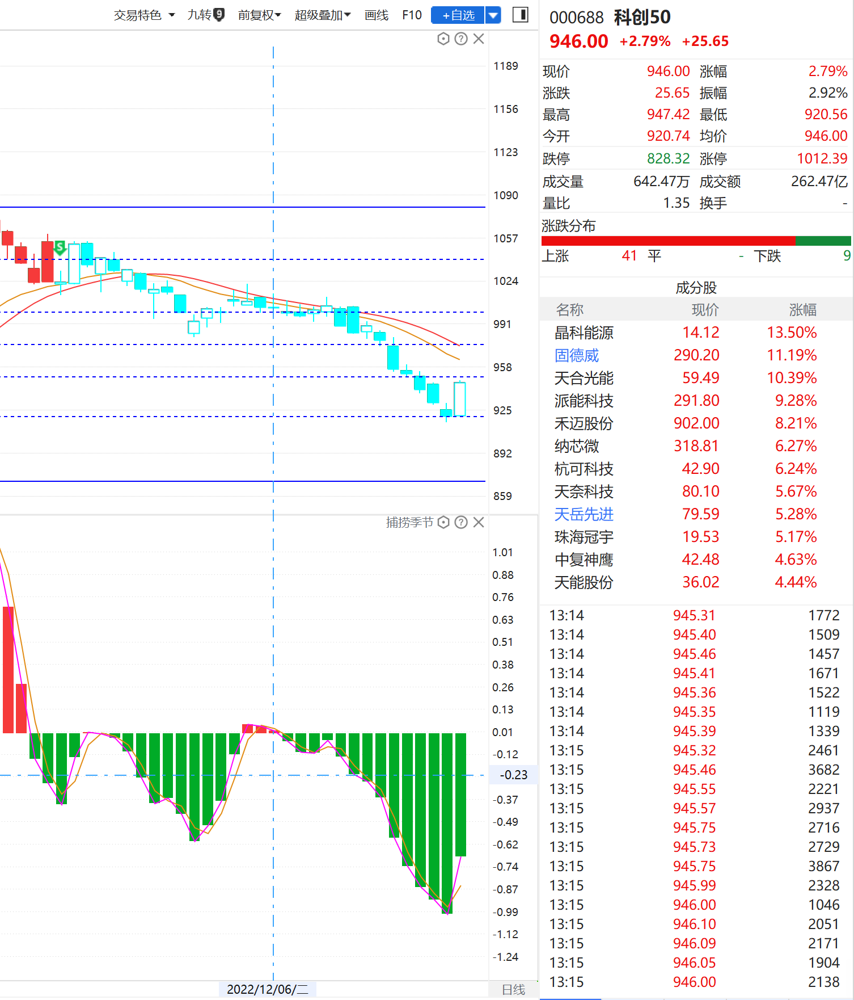 交易特色 九转9 前复权 超级叠加 画线 F10 +自选
1189
1156
1123
1090
1057
1024
991
958
925
892
859
S
捕捞季节
1.01
0.88
0.76
0.63
0.51
0.38
0.26
0.13
0.01
-0.12
-0.23
-0.37
-0.49
-0.62
-0.74
-0.87
-0.99
-1.12
-1.24
2022/12/06/二 日线
000688 科创50
946.00 +2.79% +25.65
现价 946.00 涨幅 2.79%
涨跌 25.65 振幅 2.92%
最高 947.42 最低 920.56
今开 920.74 均价 946.00
跌停 828.32 涨停 1012.39
成交量 642.47万 成交额 262.47亿
量比 1.35 换手 -
涨跌分布
上涨 41 平 - 下跌 9
成分股
名称 现价 涨幅
晶科能源 14.12 13.50%
固德威 290.20 11.19%
天合光能 59.49 10.39%
派能科技 291.80 9.28%
禾迈股份 902.00 8.21%
纳芯微 318.81 6.27%
杭可科技 42.90 6.24%
天奈科技 80.10 5.67%
天岳先进 79.59 5.28%
珠海冠宇 19.53 5.17%
中复神鹰 42.48 4.63%
天能股份 36.02 4.44%
13:14 945.31 1772
13:14 945.40 1509
13:14 945.46 1457
13:14 945.41 1671
13:14 945.36 1522
13:14 945.35 1119
13:14 945.39 1339
13:15 945.32 2461
13:15 945.46 3682
13:15 945.55 2221
13:15 945.57 2937
13:15 945.75 2716
13:15 945.73 2729
13:15 945.75 3867
13:15 945.99 2328
13:15 946.00 1046
13:15 946.10 2051
13:15 946.09 2171
13:15 946.05 1904
13:15 946.00 2138